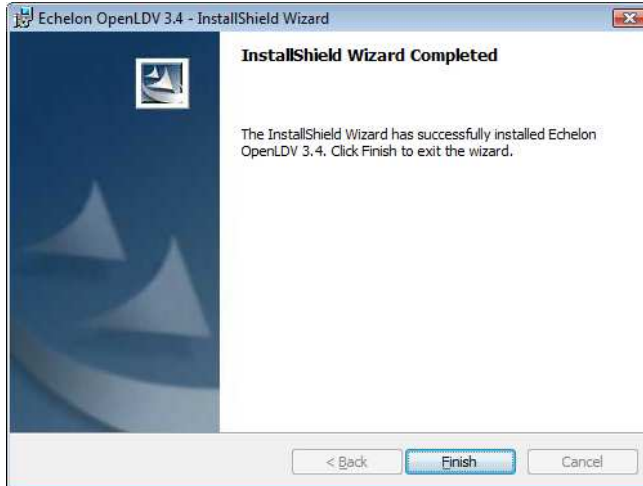 Echelon OpenLDV 3.4 - InstallShield Wizard
InstallShield Wizard Completed
The InstallShield Wizard has successfully installed Echelon
OpenLDV 3.4. Click Finish to exit the wizard.
< Back
Finish
Cancel